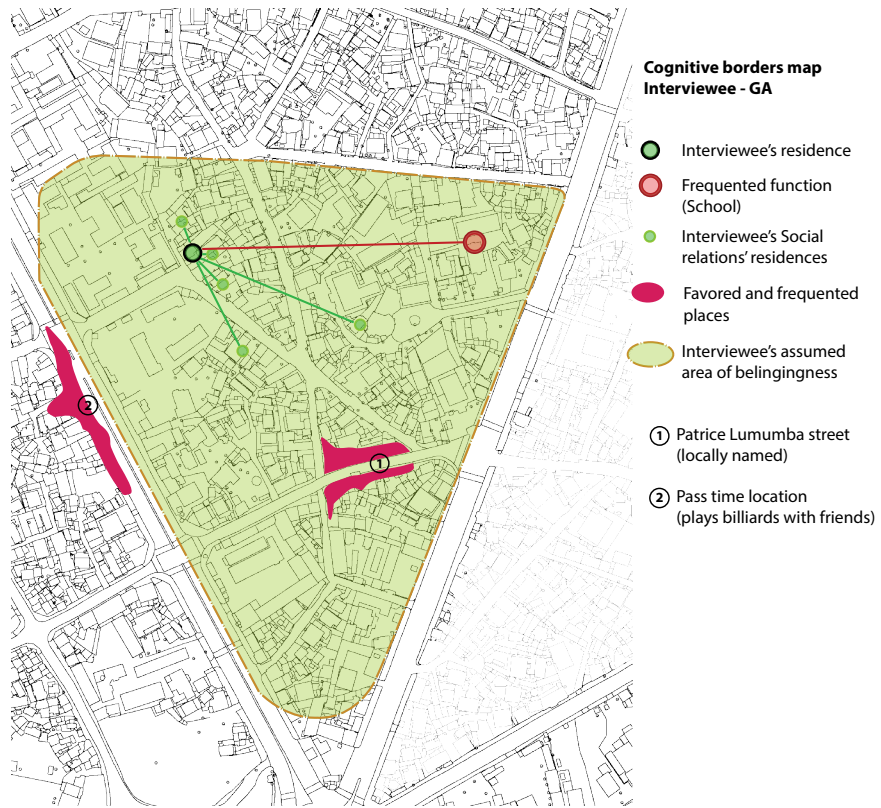 Cognitive borders map
Interviewee - GA
Interviewee's residence
Frequented function
(School)
Interviewee's Social
relations' residences
Favored and frequented
places
Interviewee's assumed
area of belingingness
1 Patrice Lumumba street
(locally named)
2 Pass time location
(plays billiards with friends)
2
1